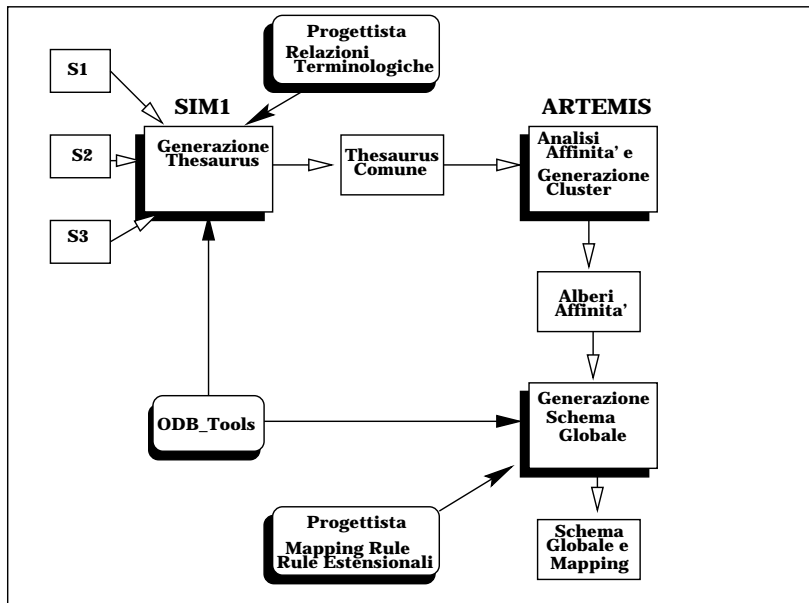 Progettista
Relazioni
Terminologiche
S1
SIM1
ARTEMIS
S2
Generazione
Thesaurus
Thesaurus
Comune
Analisi
Affinita' e
Generazione
Cluster
S3
Alberi
Affinita'
ODB_Tools
Generazione
Schema
Globale
Progettista
Mapping Rule
Rule Estensionali
Schema
Globale e
Mapping